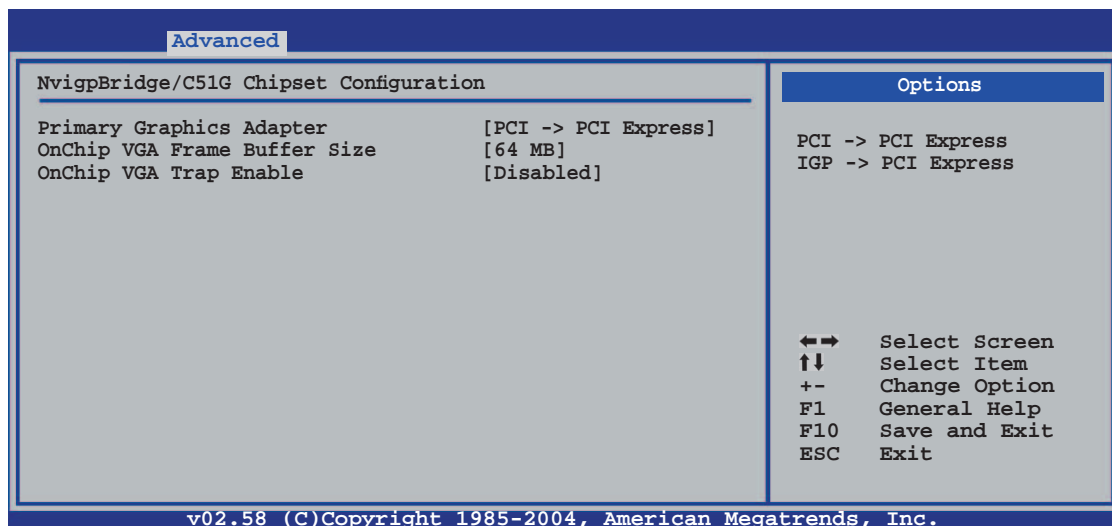 Advanced
NvigpBridge/C51G Chipset Configuration
Primary Graphics Adapter [PCI -> PCI Express]
OnChip VGA Frame Buffer Size [64 MB]
OnChip VGA Trap Enable [Disabled]
Options
PCI -> PCI Express
IGP -> PCI Express
←→ Select Screen
↑↓ Select Item
+- Change Option
F1 General Help
F10 Save and Exit
ESC Exit
v02.58 (C)Copyright 1985-2004, American Megatrends, Inc.